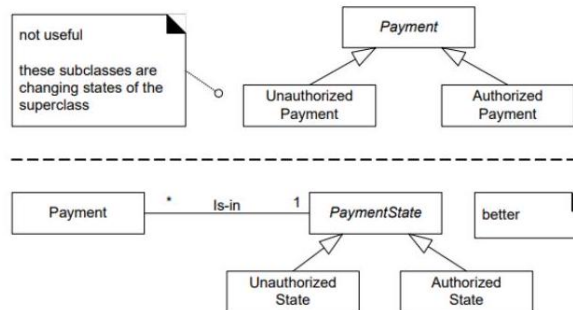 not useful
these subclasses are
changing states of the
superclass
Payment
Unauthorized
Payment
Authorized
Payment
Payment
*
Is-in
1
PaymentState
better
Unauthorized
State
Authorized
State